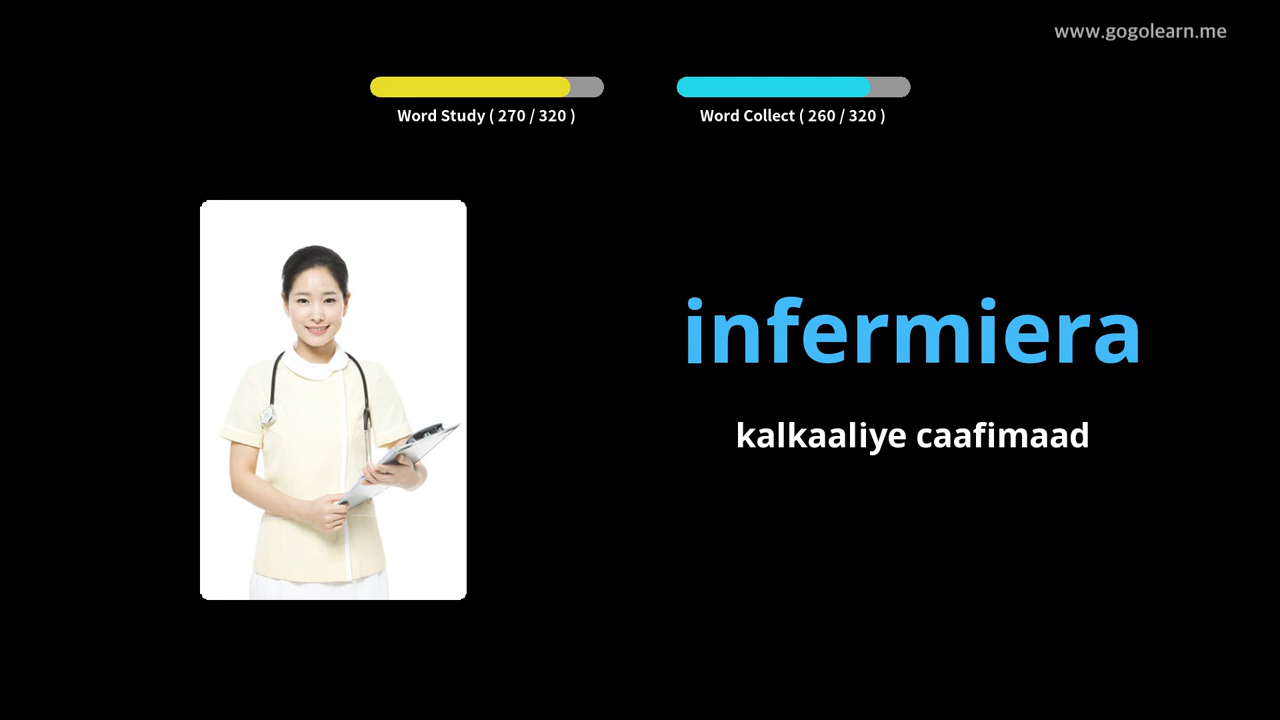 www.gogolearn.me
Word Study ( 270 / 320 )
Word Collect ( 260 / 320 )
infermiera
kalkaaliye caafimaad